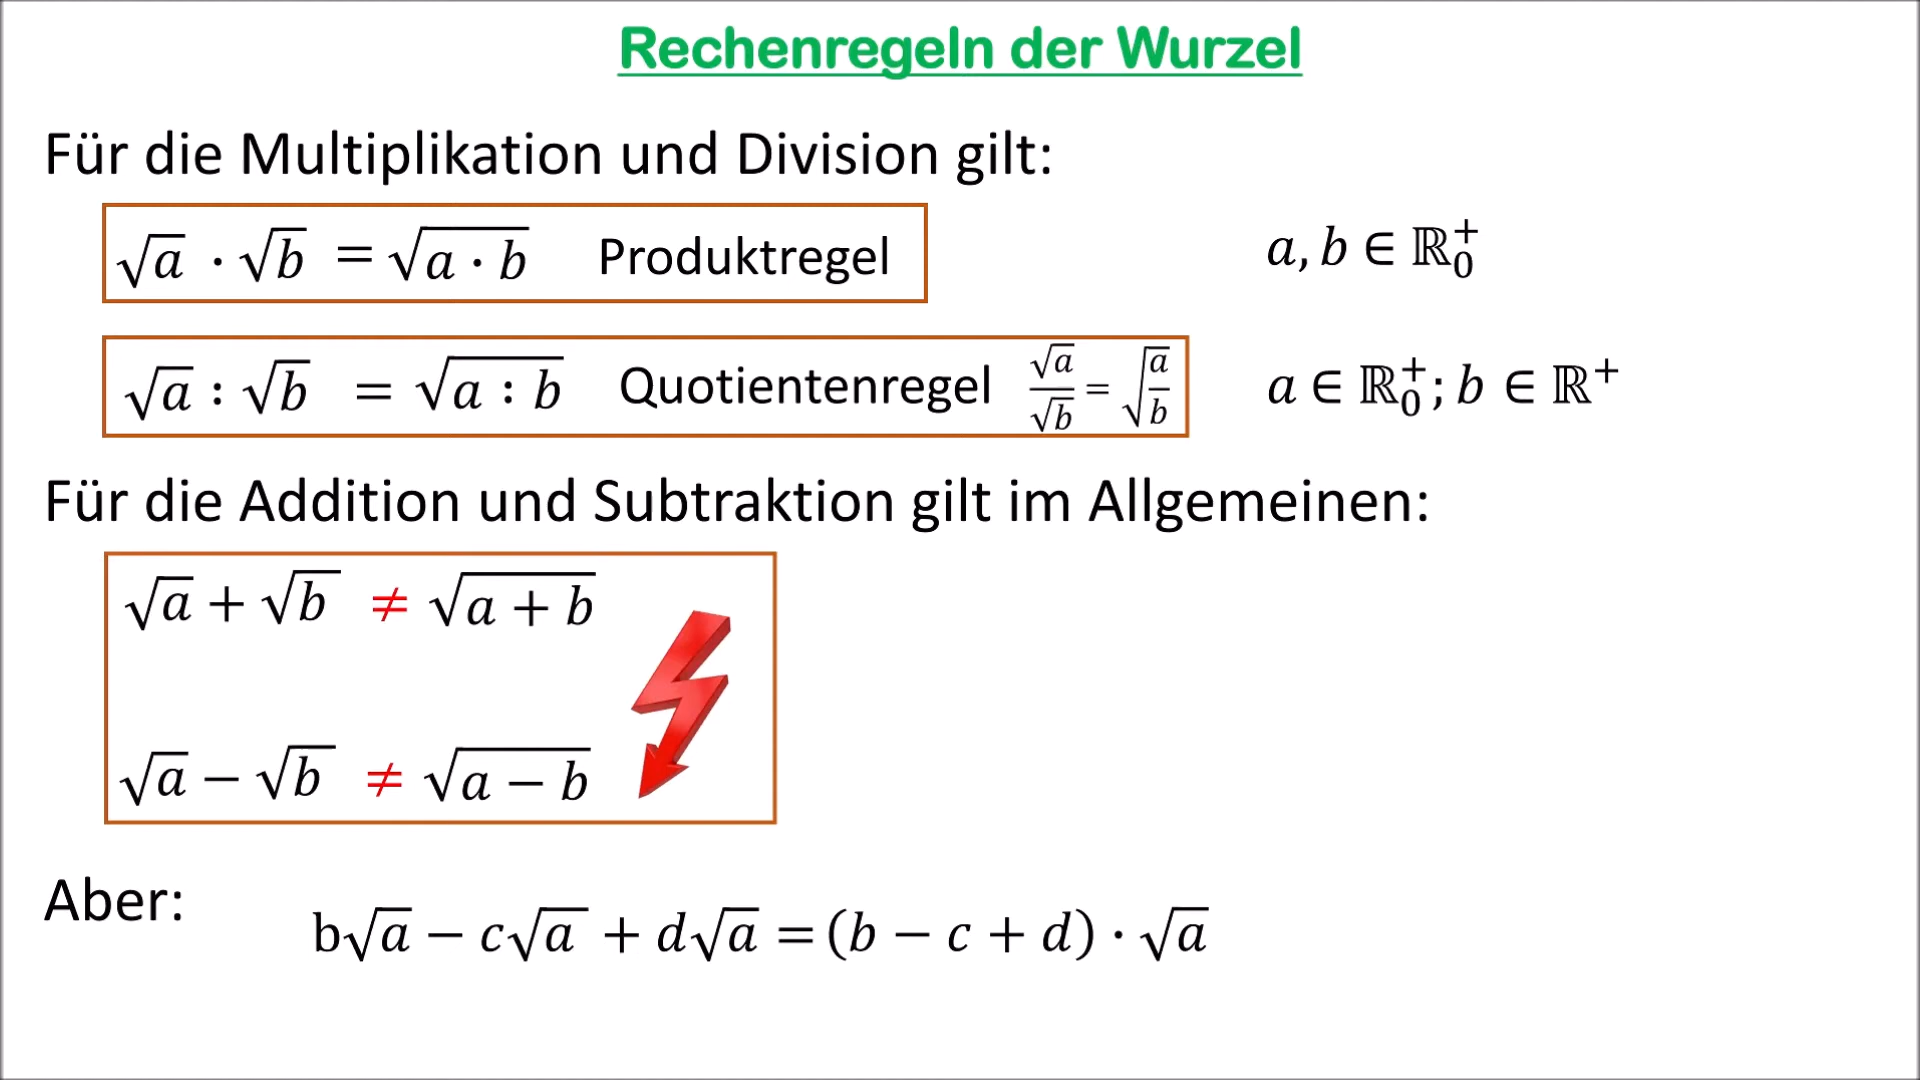 Rechenregeln der Wurzel
Für die Multiplikation und Division gilt:
√a · √b = √(a · b) Produktregel a, b ∈ ℝ₀⁺
√a : √b = √(a : b) Quotientenregel √a/√b = √(a/b) a ∈ ℝ₀⁺; b ∈ ℝ⁺
Für die Addition und Subtraktion gilt im Allgemeinen:
√a + √b ≠ √(a + b)
√a − √b ≠ √(a − b)
Aber:
b√a − c√a + d√a = (b − c + d) · √a